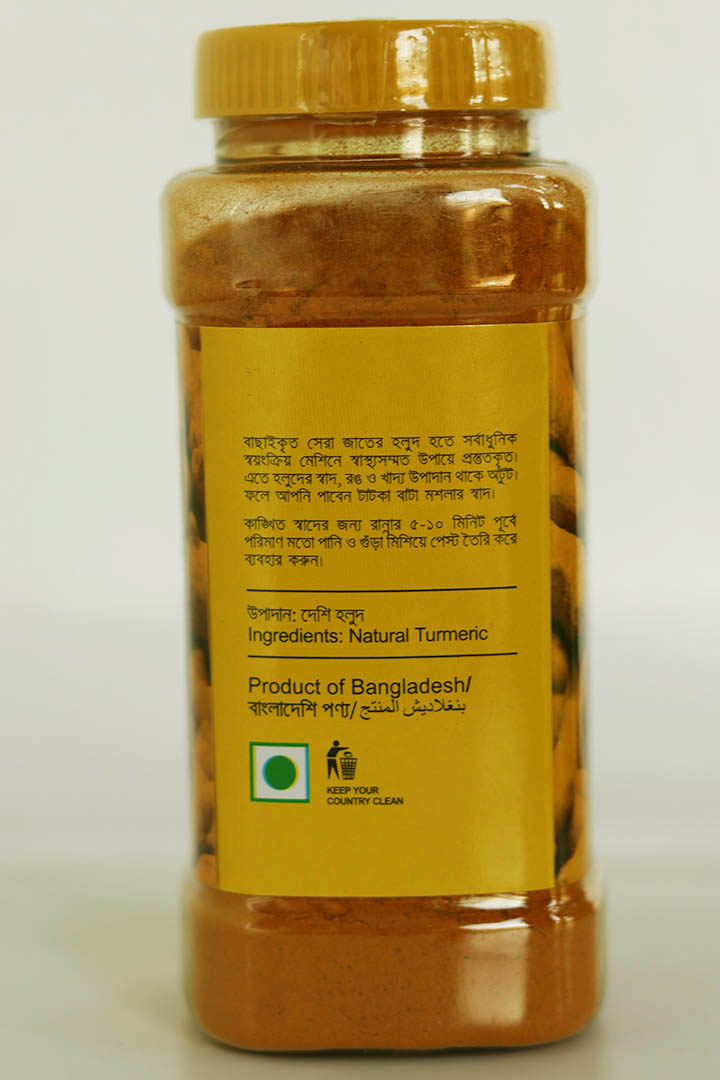 বাছাইকৃত সেরা জাতের হলুদ হতে সর্বাধুনিক
স্বয়ংক্রিয় মেশিনে স্বাস্থ্যসম্মত উপায়ে প্রস্তুতকৃত।
এতে হলুদের স্বাদ, রঙ ও খাদ্য উপাদান থাকে অটুট।
ফলে আপনি পাবেন টাটকা বাটা মশলার স্বাদ।
কাঙ্খিত স্বাদের জন্য রান্নার ৫-১০ মিনিট পূর্বে
পরিমাণ মতো পানি ও গুঁড়া মিশিয়ে পেস্ট তৈরি করে
ব্যবহার করুন।
উপাদান: দেশি হলুদ
Ingredients: Natural Turmeric
Product of Bangladesh/
বাংলাদেশি পণ্য/بنغلاديش المنتج
KEEP YOUR
COUNTRY CLEAN